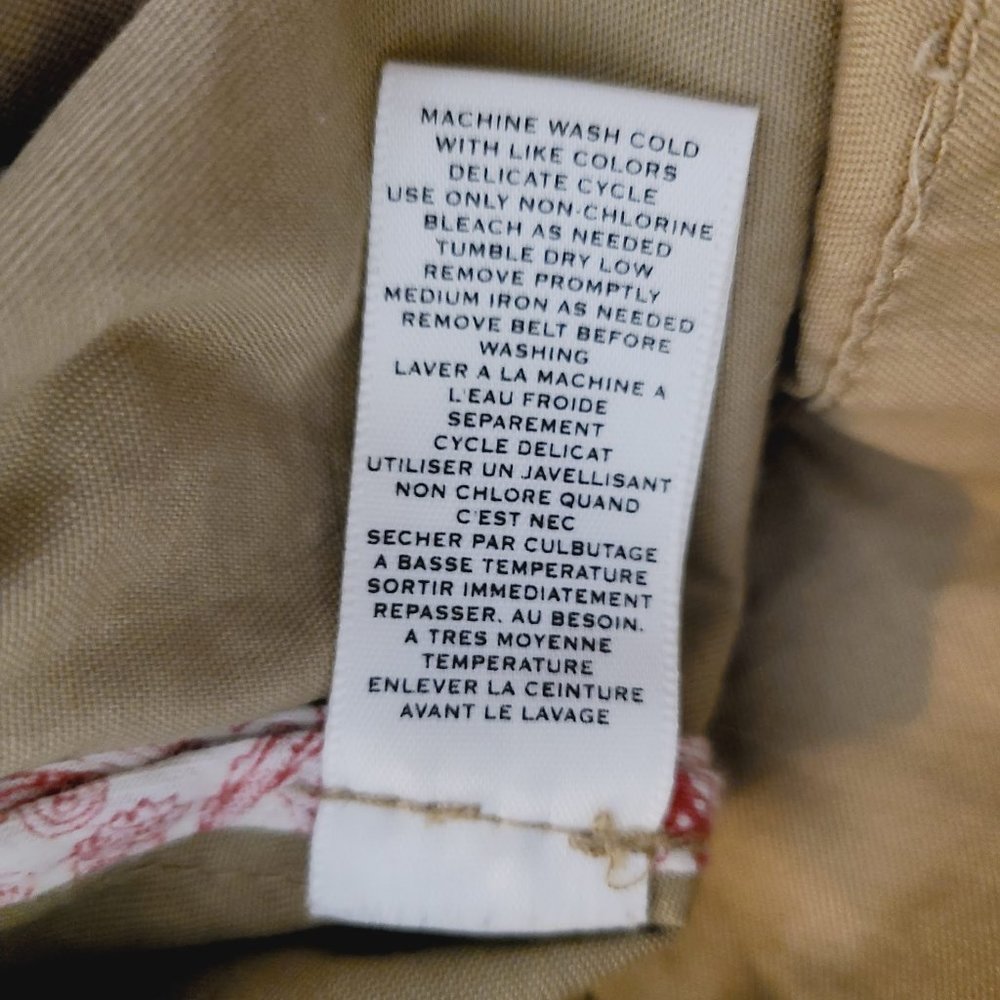 MACHINE WASH COLD
WITH LIKE COLORS
DELICATE CYCLE
USE ONLY NON-CHLORINE
BLEACH AS NEEDED
TUMBLE DRY LOW
REMOVE PROMPTLY
MEDIUM IRON AS NEEDED
REMOVE BELT BEFORE
WASHING
LAVER A LA MACHINE A
L'EAU FROIDE
SEPAREMENT
CYCLE DELICAT
UTILISER UN JAVELLISANT
NON CHLORE QUAND
C'EST NEC
SECHER PAR CULBUTAGE
A BASSE TEMPERATURE
SORTIR IMMEDIATEMENT
REPASSER, AU BESOIN,
A TRES MOYENNE
TEMPERATURE
ENLEVER LA CEINTURE
AVANT LE LAVAGE